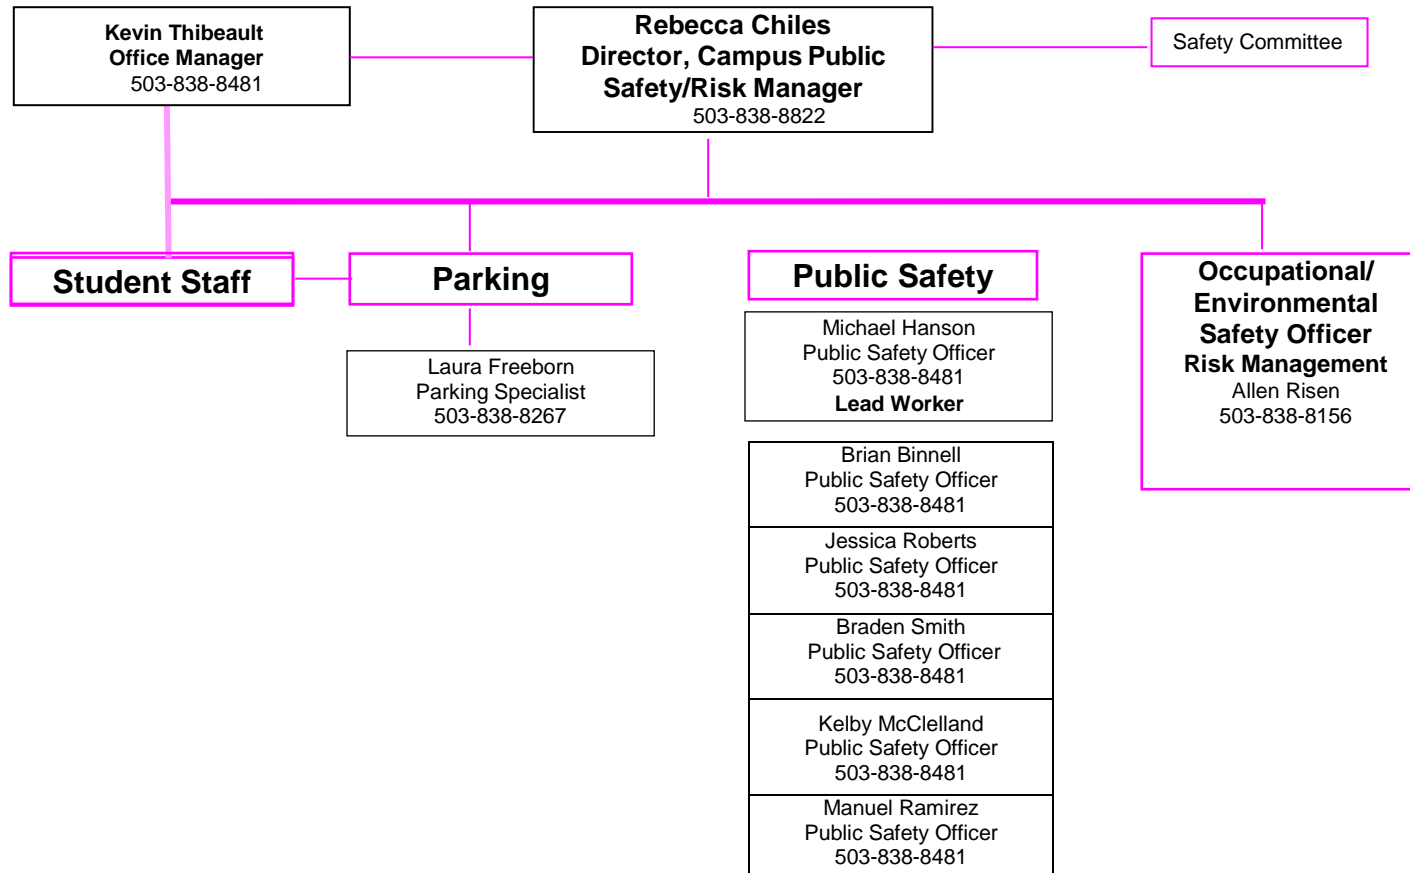 Kevin Thibeault
Office Manager
503-838-8481
Rebecca Chiles
Director, Campus Public
Safety/Risk Manager
503-838-8822
Safety Committee
Student Staff
Parking
Public Safety
Occupational/
Environmental
Safety Officer
Risk Management
Allen Risen
503-838-8156
Laura Freeborn
Parking Specialist
503-838-8267
Michael Hanson
Public Safety Officer
503-838-8481
Lead Worker
Brian Binnell
Public Safety Officer
503-838-8481
Jessica Roberts
Public Safety Officer
503-838-8481
Braden Smith
Public Safety Officer
503-838-8481
Kelby McClelland
Public Safety Officer
503-838-8481
Manuel Ramirez
Public Safety Officer
503-838-8481